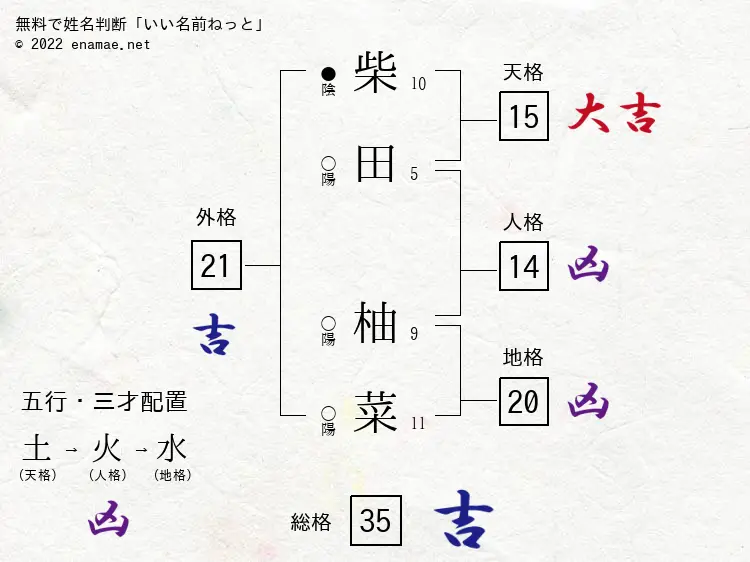 無料で姓名判断「いい名前ねっと」
© 2022 enamae.net
柴 10
●
陰
田 5
○
陽
柚 9
○
陽
菜 11
○
陽
天格
15 大吉
人格
14 凶
地格
20 凶
外格
21
吉
五行・三才配置
土→火→水
(天格) (人格) (地格)
凶
総格 35 吉